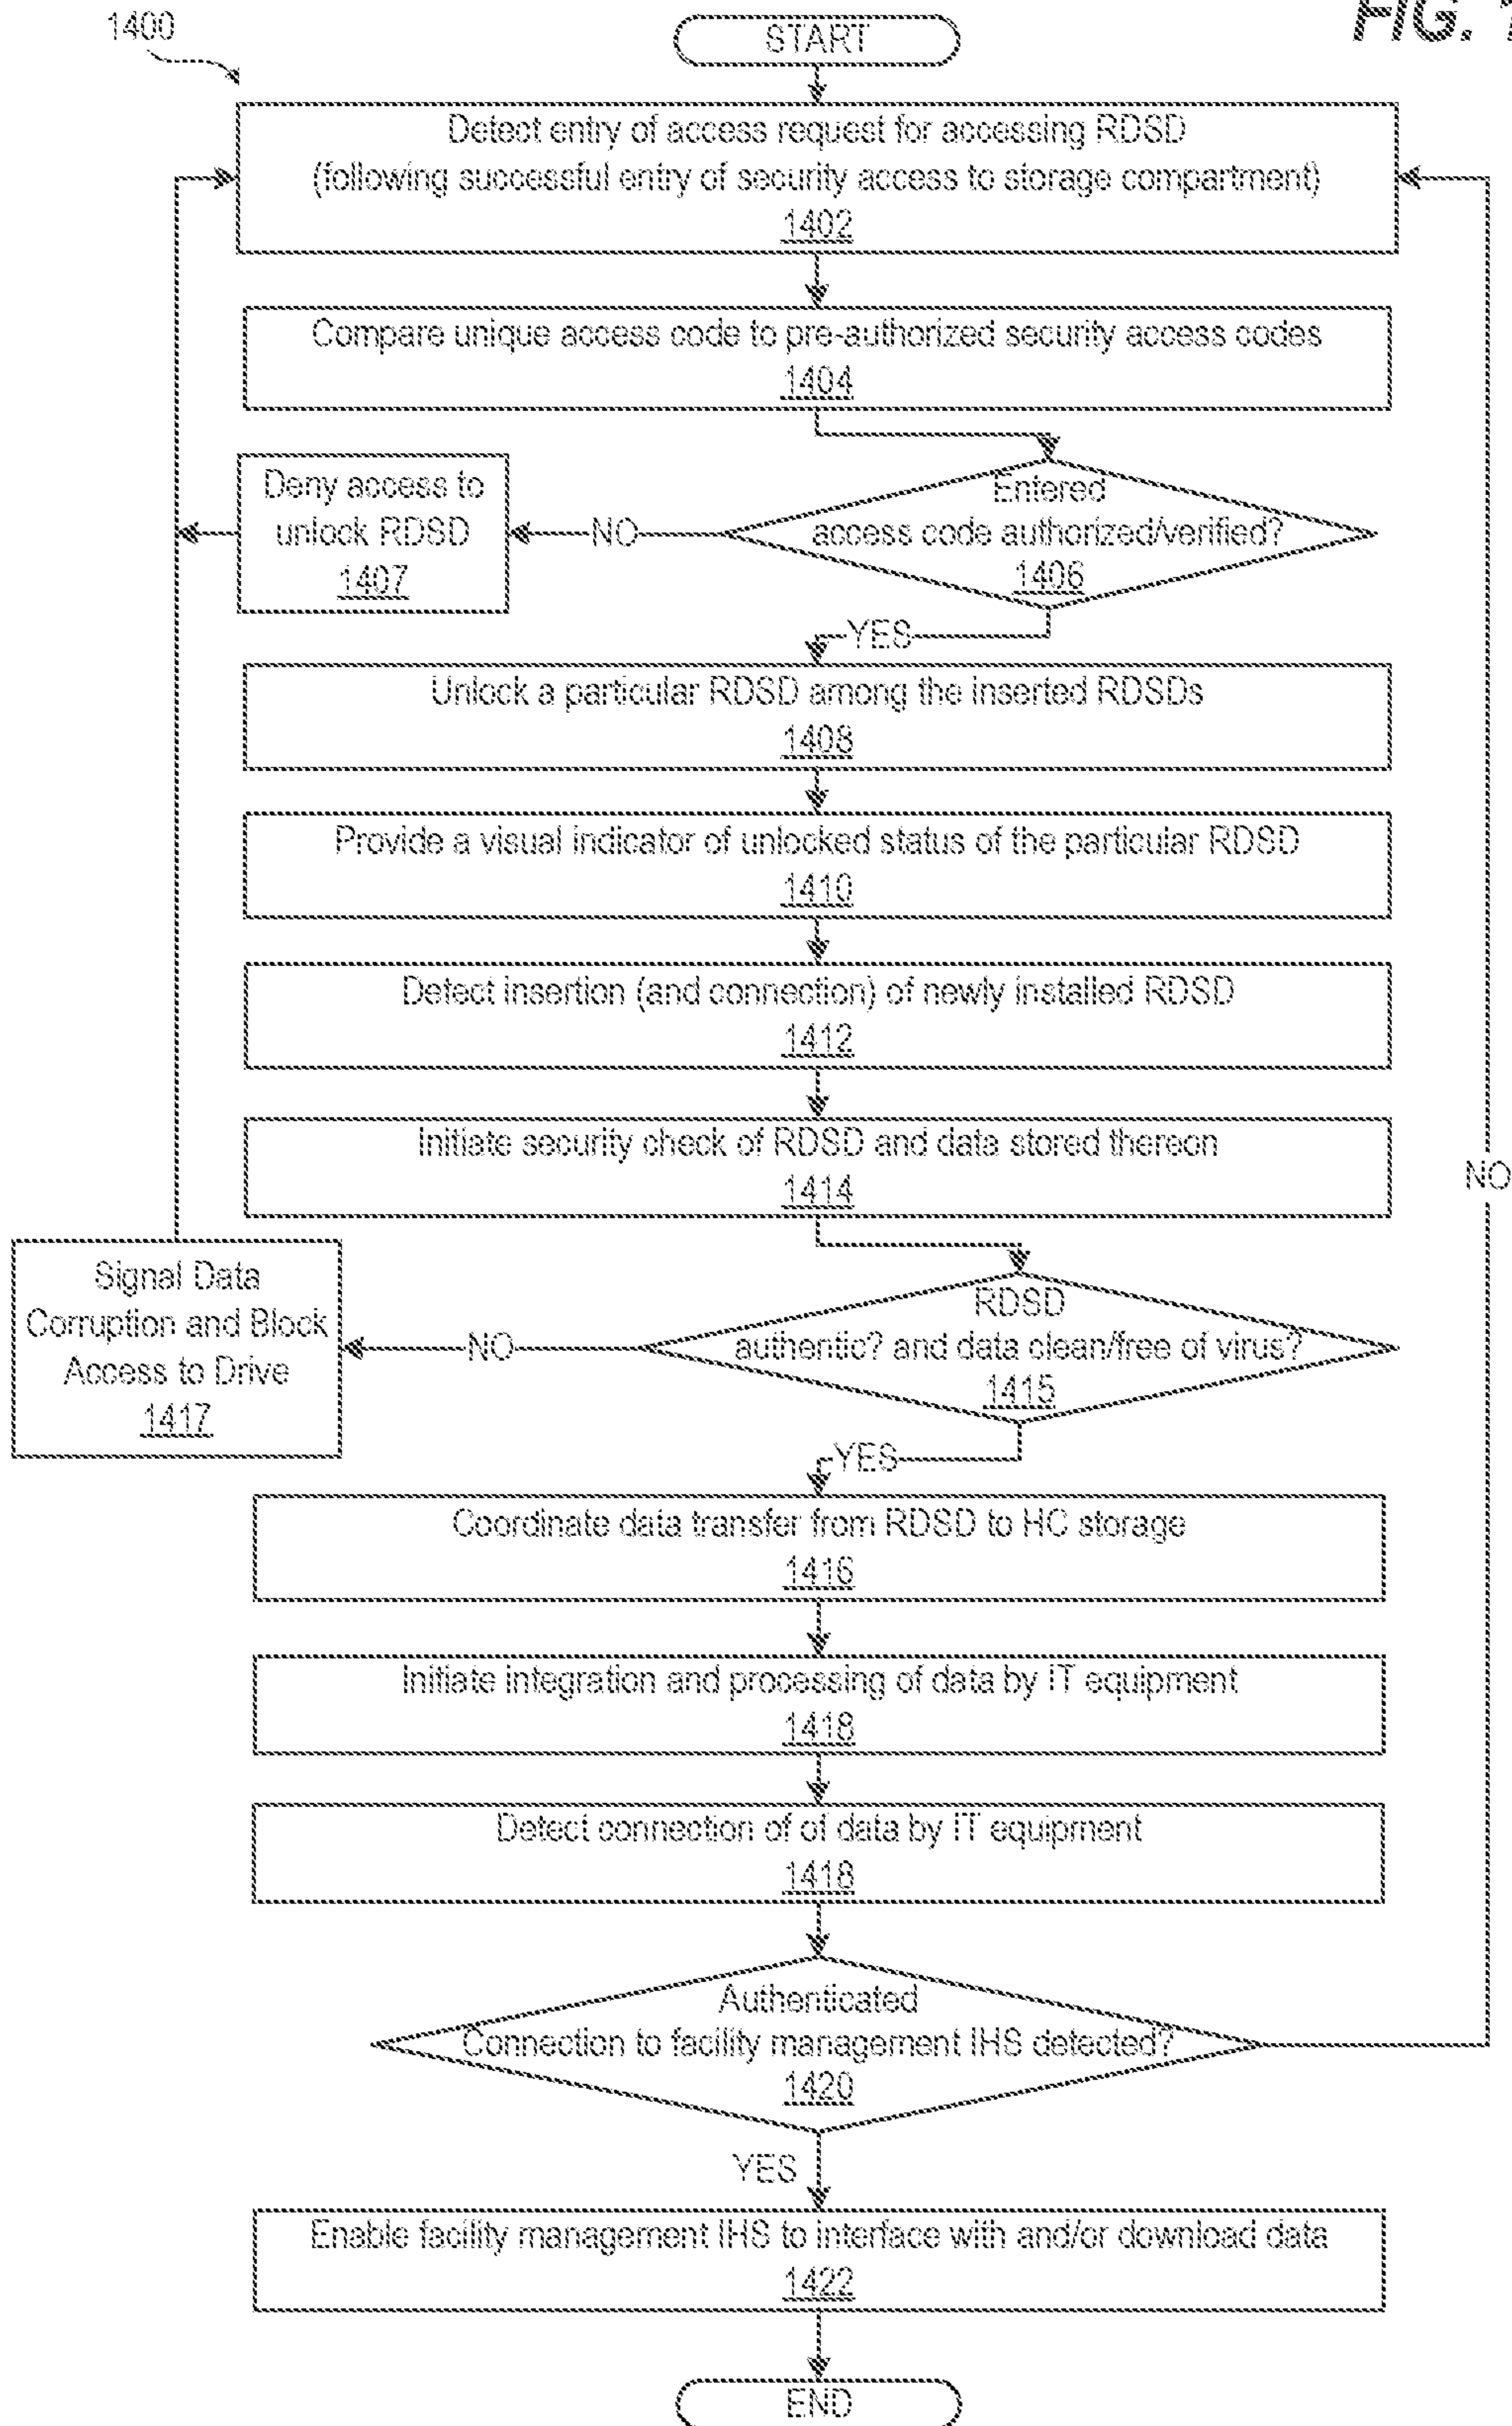 1400
FIG. 1
START
Detect entry of access request for accessing RDSD
(following successful entry of security access to storage compartment)
1402
Compare unique access code to pre-authorized security access codes
1404
Entered
access code authorized/verified?
1406
NO
Deny access to
unlock RDSD
1407
YES
Unlock a particular RDSD among the inserted RDSDs
1408
Provide a visual indicator of unlocked status of the particular RDSD
1410
Detect insertion (and connection) of newly installed RDSD
1412
Initiate security check of RDSD and data stored thereon
1414
NO
RDSD
authentic? and data clean/free of virus?
1415
NO
Signal Data
Corruption and Block
Access to Drive
1417
YES
Coordinate data transfer from RDSD to HC storage
1416
Initiate integration and processing of data by IT equipment
1418
Detect connection of of data by IT equipment
1418
Authenticated
Connection to facility management IHS detected?
1420
YES
Enable facility management IHS to interface with and/or download data
1422
END